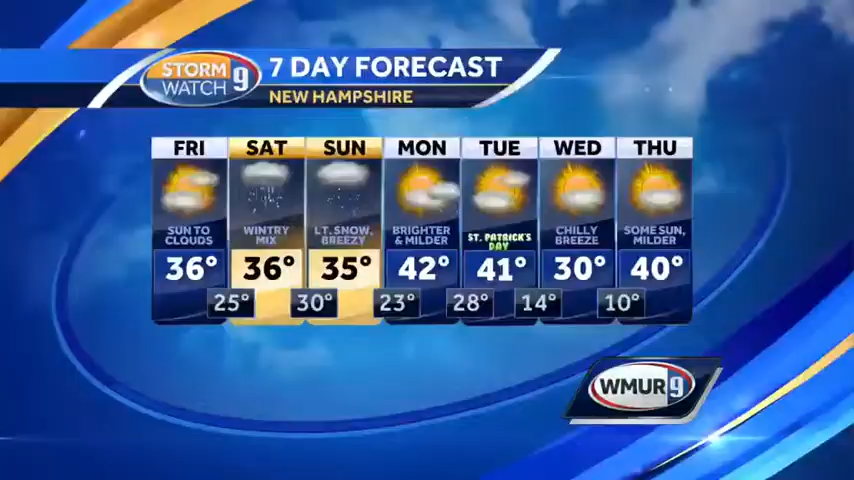 STORM
WATCH 9
7 DAY FORECAST
NEW HAMPSHIRE
FRI SAT SUN MON TUE WED THU
SUN TO CLOUDS
WINTRY MIX
LT. SNOW, BREEZY
BRIGHTER & MILDER
ST. PATRICK'S DAY
CHILLY BREEZE
SOME SUN, MILDER
36° 36° 35° 42° 41° 30° 40°
25° 30° 23° 28° 14° 10°
WMUR 9